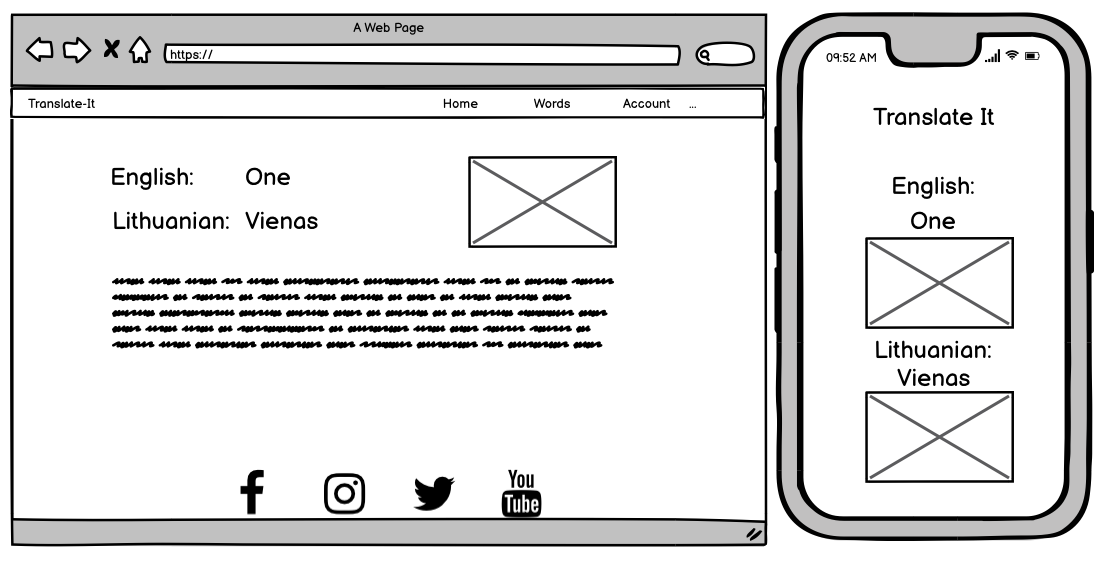 A Web Page
https://
Translate-It Home Words Account ...
English: One
Lithuanian: Vienas
You
Tube
09:52 AM
Translate It
English:
One
Lithuanian:
Vienas